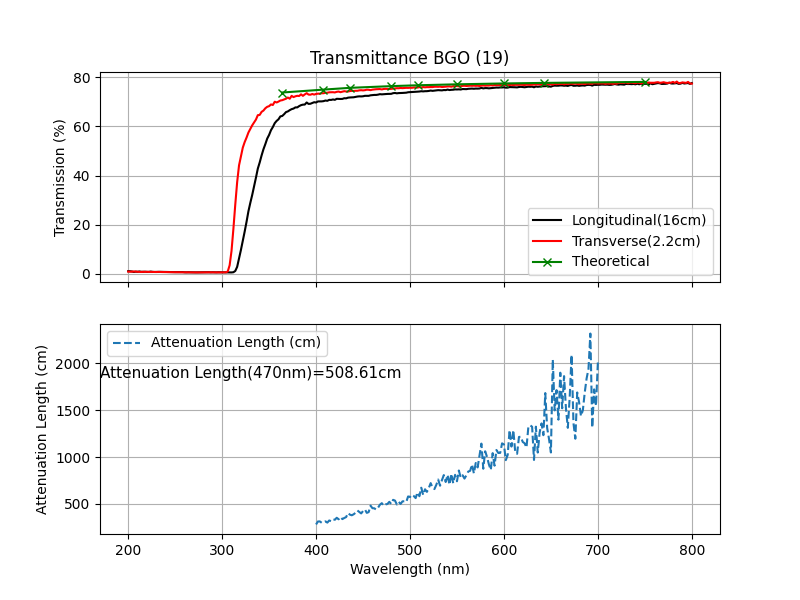 Transmittance BGO (19)
80
60
40
20
0
Transmission (%)
Longitudinal(16cm)
Transverse(2.2cm)
Theoretical
Attenuation Length (cm)
Attenuation Length(470nm)=508.61cm
2000
1500
1000
500
Attenuation Length (cm)
200 300 400 500 600 700 800
Wavelength (nm)